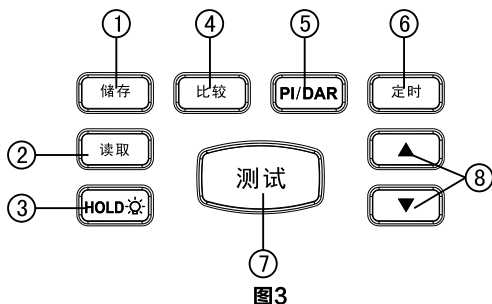 ① ④ ⑤ ⑥
储存 比较 PI/DAR 定时
② 读取 ▲
测试 ⑧
③ HOLD ▼
⑦
图3